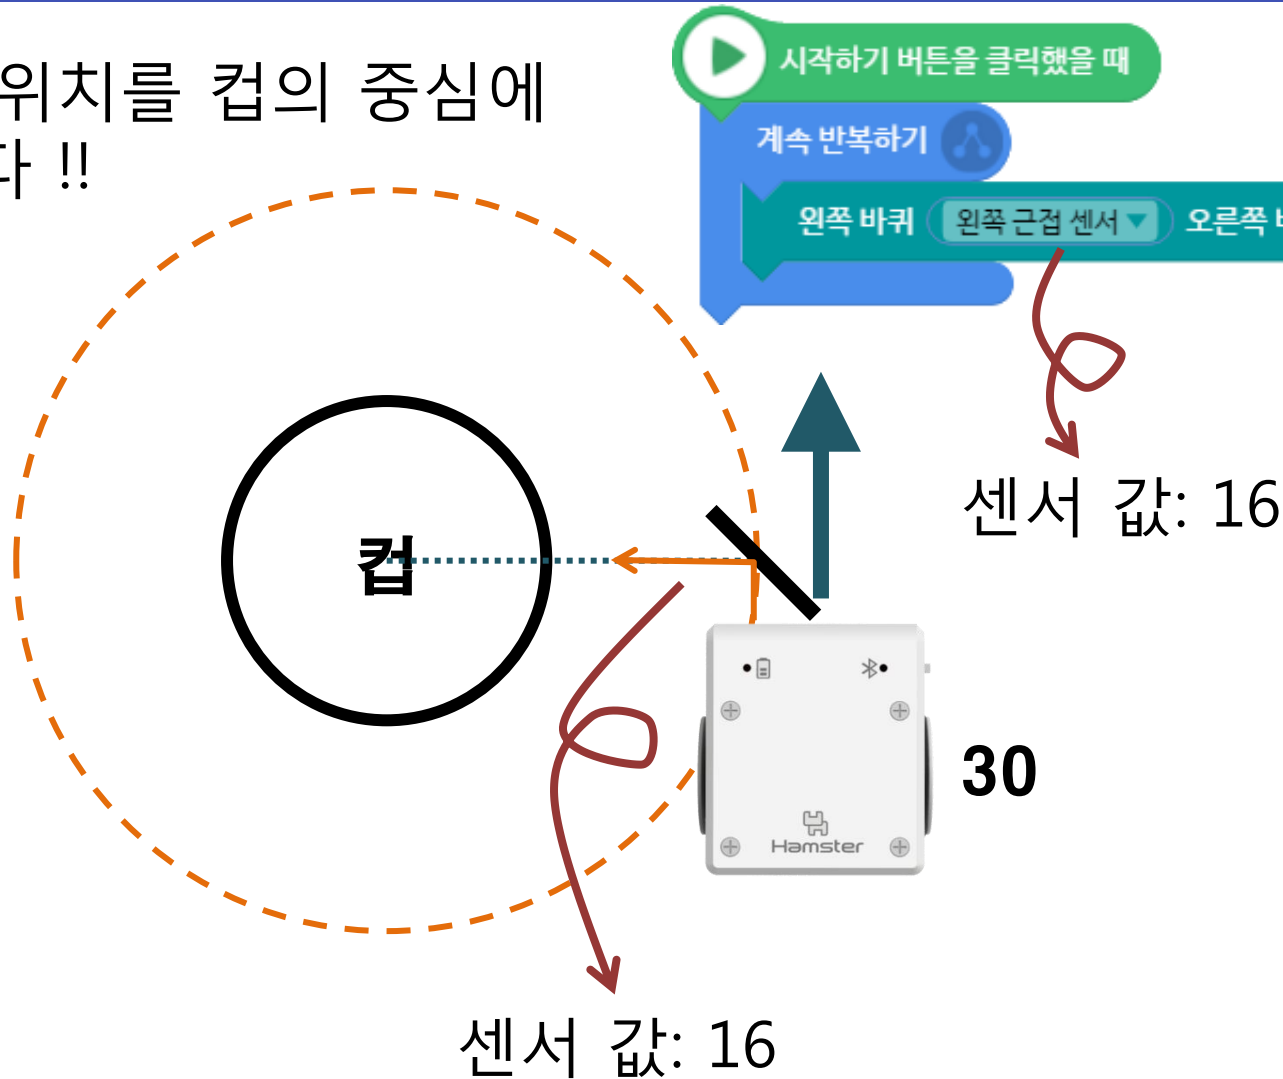 위치를 컵의 중심에
다 !!
시작하기 버튼을 클릭했을 때
계속 반복하기
왼쪽 바퀴 왼쪽 근접 센서 오른쪽
센서 값: 16
컵
30
Hamster
센서 값: 16